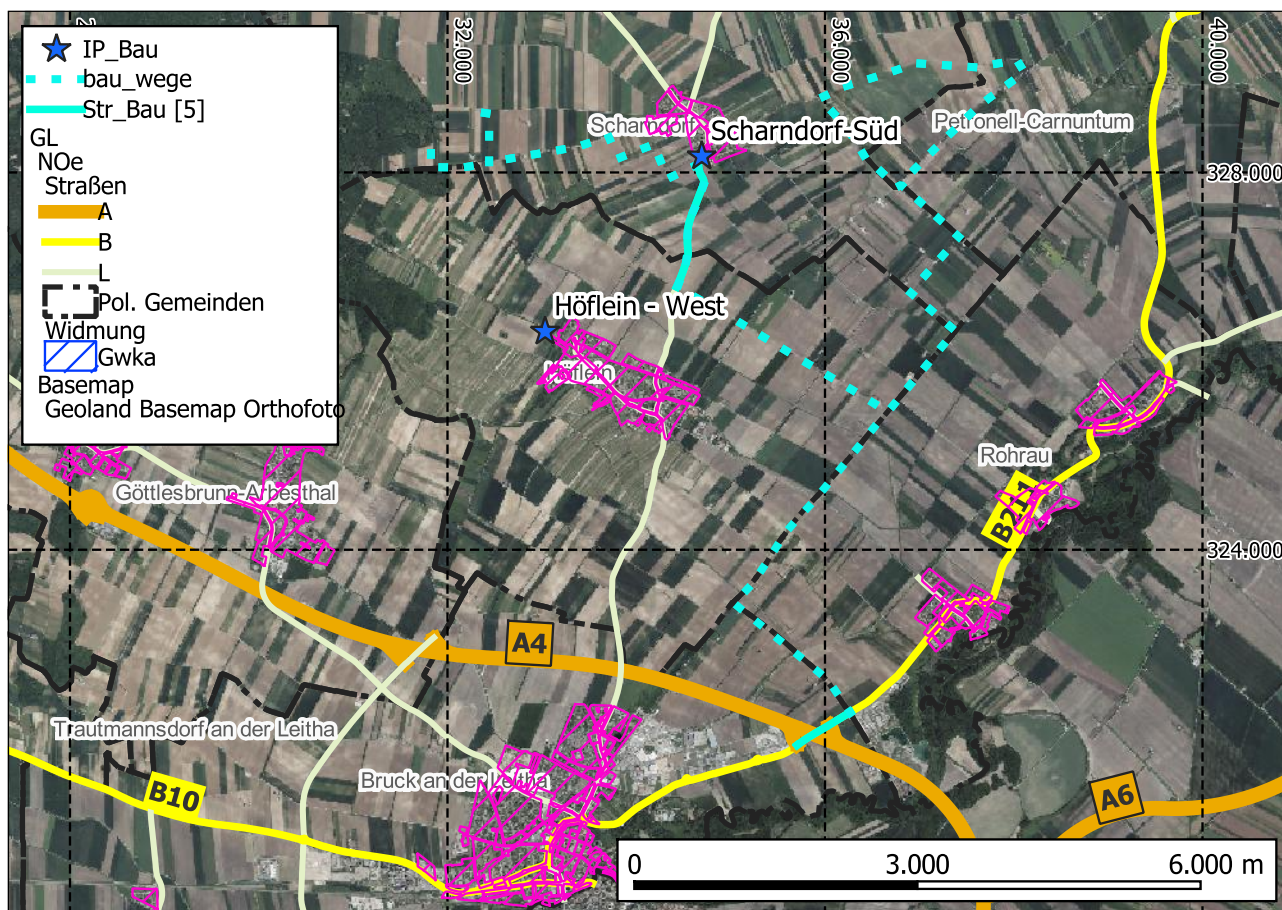 IP_Bau
bau_wege
Str_Bau [5]
GL
NOe
Straßen
A
B
L
Pol. Gemeinden
Widmung
Gwka
Basemap
Geoland Basemap Orthofoto
32.000
36.000
40.000
Scharndorf
Scharndorf-Süd
Petronell-Carnuntum
328.000
Höflein - West
Höflein
Rohrau
Göttlesbrunn-Arbesthal
B211
324.000
A4
Trautmannsdorf an der Leitha
Bruck an der Leitha
B10
A6
0 3.000 6.000 m